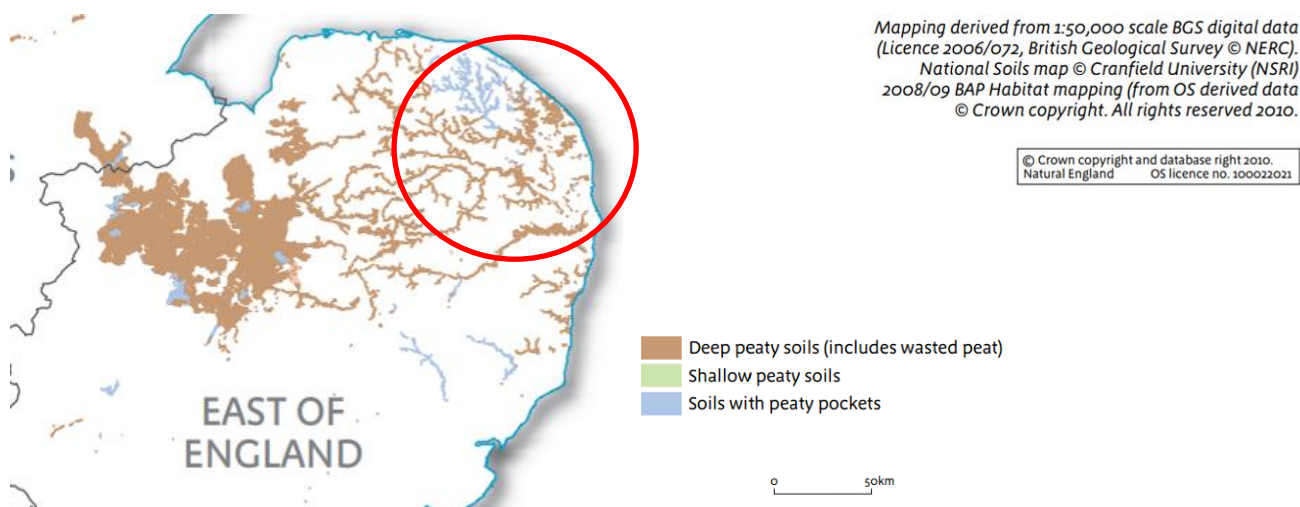 Mapping derived from 1:50,000 scale BGS digital data
(Licence 2006/072, British Geological Survey © NERC).
National Soils map © Cranfield University (NSRI)
2008/09 BAP Habitat mapping (from OS derived data
© Crown copyright. All rights reserved 2010.
© Crown copyright and database right 2010.
Natural England OS licence no. 100022021
Deep peaty soils (includes wasted peat)
Shallow peaty soils
Soils with peaty pockets
EAST OF
ENGLAND
0 50km